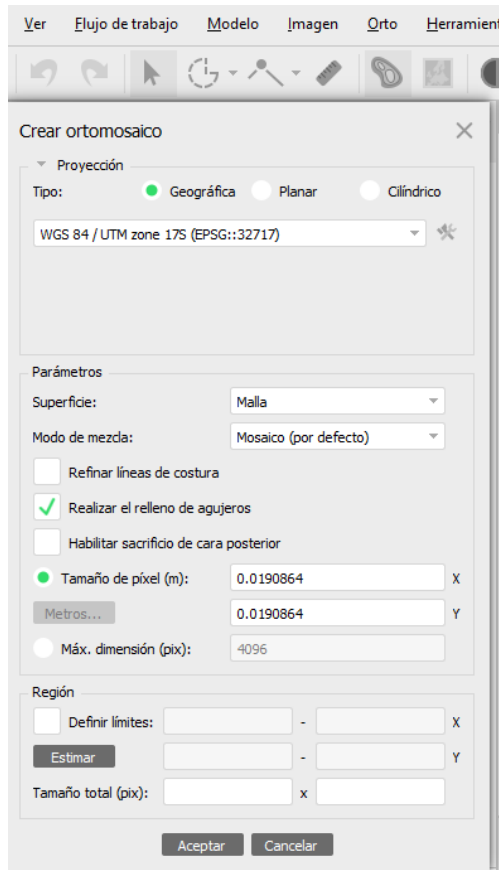 Ver Flujo de trabajo Modelo Imagen Orto Herramient
Crear ortomosaico
Proyección
Tipo: Geográfica Planar Cilíndrico
WGS 84 / UTM zone 17S (EPSG::32717)
Parámetros
Superficie: Malla
Modo de mezcla: Mosaico (por defecto)
Refinar líneas de costura
Realizar el relleno de agujeros
Habilitar sacrificio de cara posterior
Tamaño de píxel (m): 0.0190864 X
Metros... 0.0190864 Y
Máx. dimensión (pix): 4096
Región
Definir límites: - X
Estimar - Y
Tamaño total (pix): x
Aceptar Cancelar